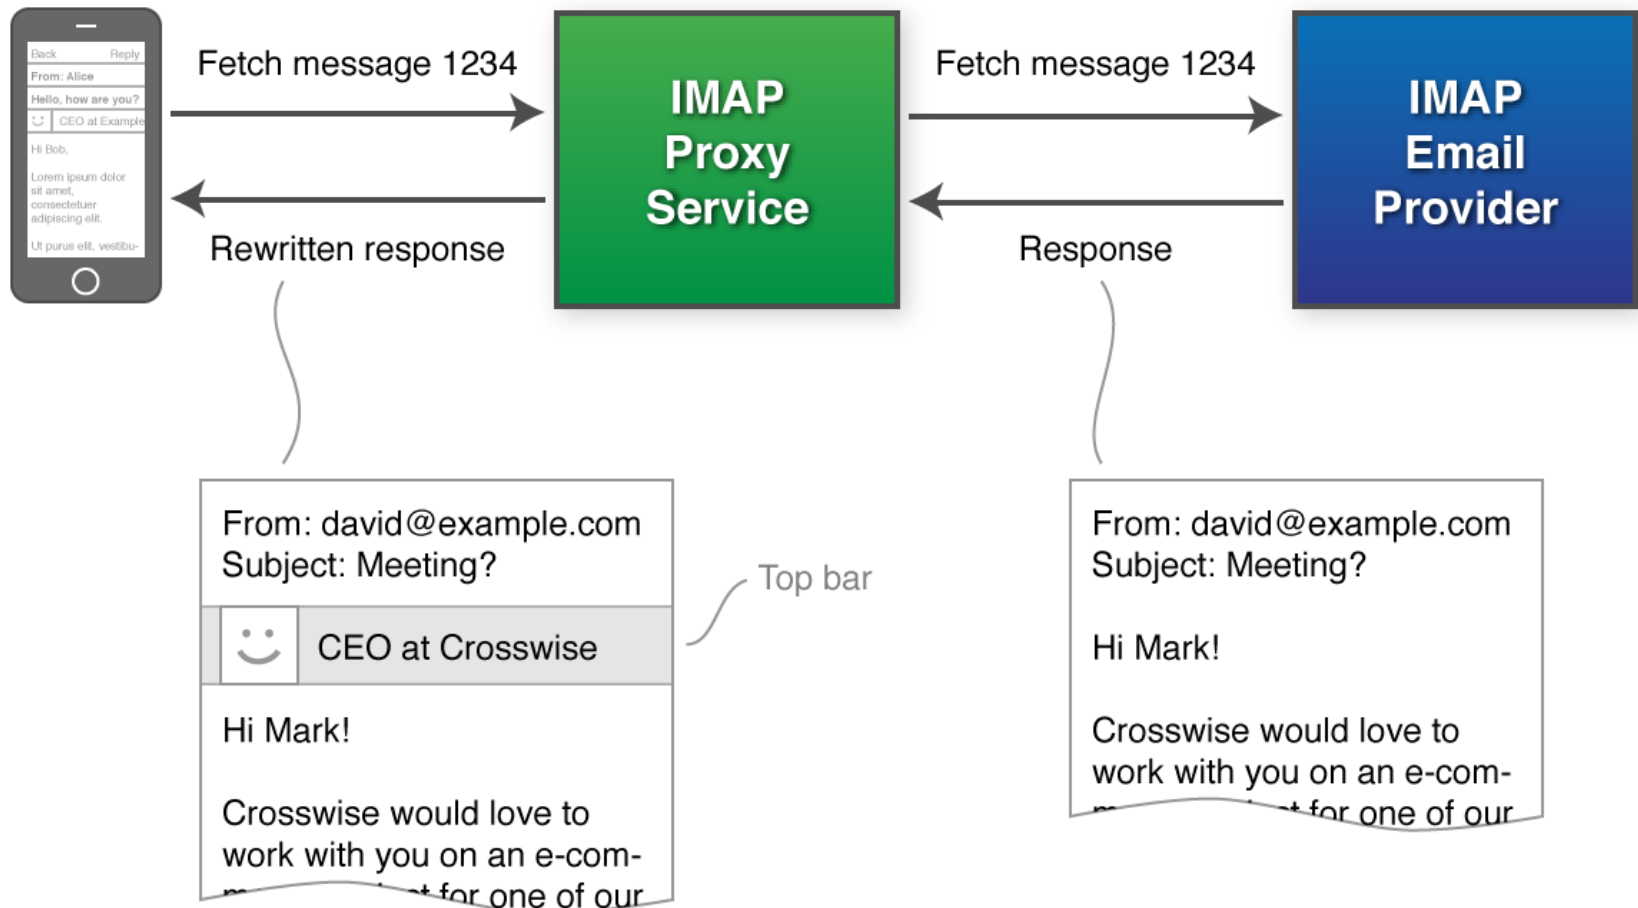 Back Reply
From: Alice
Hello, how are you?
CEO at Example
Hi Bob,
Lorem ipsum dolor
sit amet,
consectetuer
adipiscing elit.
Ut purus elit, vestibu-
Fetch message 1234
Rewritten response
IMAP
Proxy
Service
Fetch message 1234
Response
IMAP
Email
Provider
From: david@example.com
Subject: Meeting?
CEO at Crosswise
Hi Mark!
Crosswise would love to
work with you on an e-com-
for one of our
Top bar
From: david@example.com
Subject: Meeting?
Hi Mark!
Crosswise would love to
work with you on an e-com-
for one of our